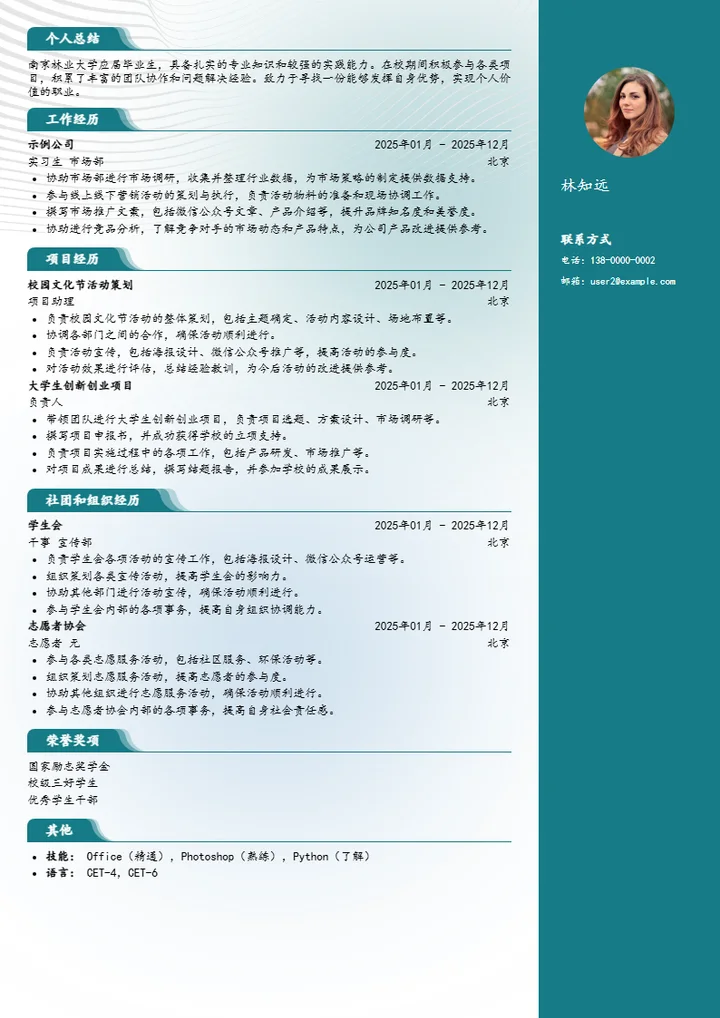 个人总结
南京林业大学应届毕业生，具备扎实的专业知识和较强的实践能力。在校期间积极参与各类项
目，积累了丰富的团队协作和问题解决经验。致力于寻找一份能够发挥自身优势，实现个人价
值的职业。
工作经历
示例公司 2025年01月 - 2025年12月
实习生 市场部 北京
• 协助市场部进行市场调研，收集并整理行业数据，为市场策略的制定提供数据支持。
• 参与线上线下营销活动的策划与执行，负责活动物料的准备和现场协调工作。
• 撰写市场推广文案，包括微信公众号文章、产品介绍等，提升品牌知名度和美誉度。
• 协助进行竞品分析，了解竞争对手的市场动态和产品特点，为公司产品改进提供参考。
项目经历
校园文化节活动策划 2025年01月 - 2025年12月
项目助理 北京
• 负责校园文化节活动的整体策划，包括主题确定、活动内容设计、场地布置等。
• 协调各部门之间的合作，确保活动顺利进行。
• 负责活动宣传，包括海报设计、微信公众号推广等，提高活动的参与度。
• 对活动效果进行评估，总结经验教训，为今后活动的改进提供参考。
大学生创新创业项目 2025年01月 - 2025年12月
负责人 北京
• 带领团队进行大学生创新创业项目，负责项目选题、方案设计、市场调研等。
• 撰写项目申报书，并成功获得学校的立项支持。
• 负责项目实施过程中的各项工作，包括产品研发、市场推广等。
• 对项目成果进行总结，撰写结题报告，并参加学校的成果展示。
社团和组织经历
学生会 2025年01月 - 2025年12月
干事 宣传部 北京
• 负责学生会各项活动的宣传工作，包括海报设计、微信公众号运营等。
• 组织策划各类宣传活动，提高学生会的影响力。
• 协助其他部门进行活动宣传，确保活动顺利进行。
• 参与学生会内部的各项事务，提高自身组织协调能力。
志愿者协会 2025年01月 - 2025年12月
志愿者 无 北京
• 参与各类志愿服务活动，包括社区服务、环保活动等。
• 组织策划志愿服务活动，提高志愿者的参与度。
• 协助其他组织进行志愿服务活动，确保活动顺利进行。
• 参与志愿者协会内部的各项事务，提高自身社会责任感。
荣誉奖项
国家励志奖学金
校级三好学生
优秀学生干部
其他
• 技能： Office（精通），Photoshop（熟练），Python（了解）
• 语言： CET-4，CET-6
林知远
联系方式
电话：138-0000-0002
邮箱：user2@example.com